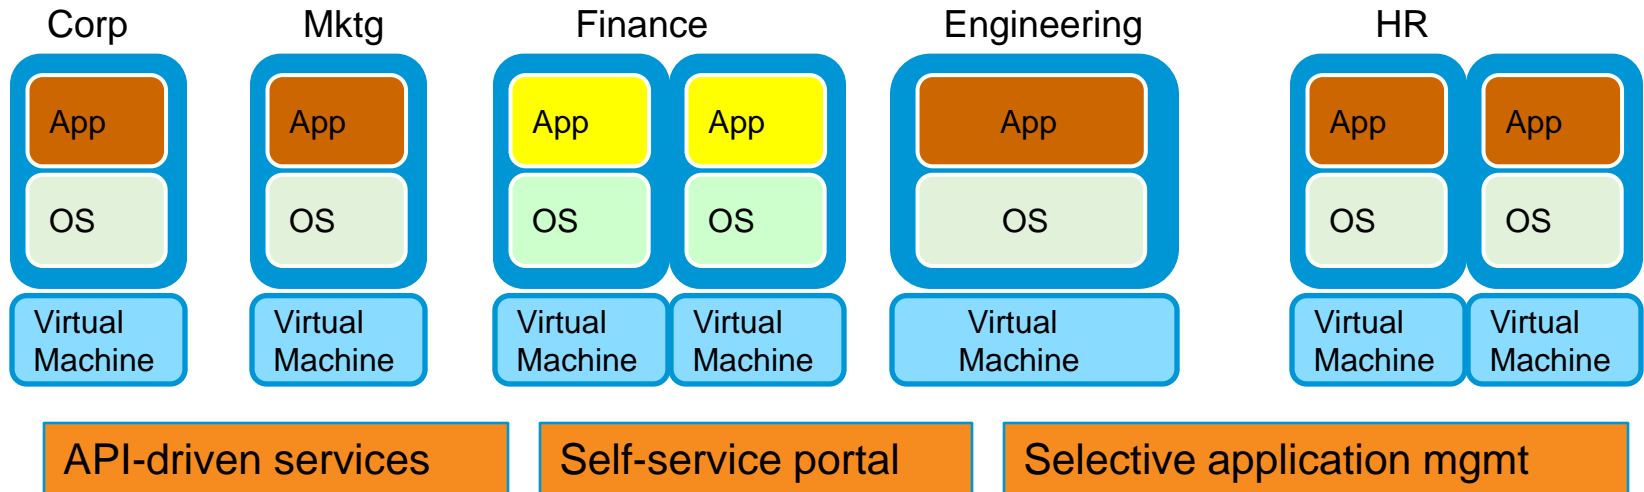 Corp Mktg Finance Engineering HR
App App App App App App App
OS OS OS OS OS OS OS
Virtual Virtual Virtual Virtual Virtual Virtual Virtual
Machine Machine Machine Machine Machine Machine Machine
API-driven services Self-service portal Selective application mgmt